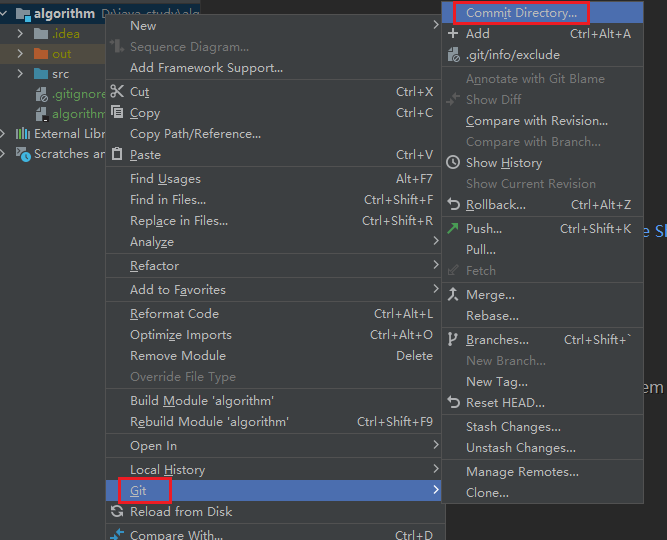 algorithm D:\java_study\alg
.idea
out
src
.gitignore
algorithm
External Libr
Scratches an
New
Sequence Diagram...
Add Framework Support...
Cut Ctrl+X
Copy Ctrl+C
Copy Path/Reference...
Paste Ctrl+V
Find Usages Alt+F7
Find in Files... Ctrl+Shift+F
Replace in Files... Ctrl+Shift+R
Analyze
Refactor
Add to Favorites
Reformat Code Ctrl+Alt+L
Optimize Imports Ctrl+Alt+O
Remove Module Delete
Override File Type
Build Module 'algorithm'
Rebuild Module 'algorithm' Ctrl+Shift+F9
Open In
Local History
Git
Reload from Disk
Compare With... Ctrl+D
Commit Directory...
Add Ctrl+Alt+A
.git/info/exclude
Annotate with Git Blame
Show Diff
Compare with Revision...
Compare with Branch...
Show History
Show Current Revision
Rollback... Ctrl+Alt+Z
Push... Ctrl+Shift+K
Pull...
Fetch
Merge...
Rebase...
Branches... Ctrl+Shift+`
New Branch...
New Tag...
Reset HEAD...
Stash Changes...
Unstash Changes...
Manage Remotes...
Clone...
e Sh
em